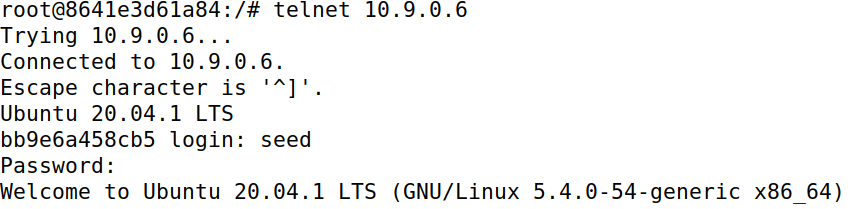 root@8641e3d61a84:/# telnet 10.9.0.6
Trying 10.9.0.6...
Connected to 10.9.0.6.
Escape character is '^]'.
Ubuntu 20.04.1 LTS
bb9e6a458cb5 login: seed
Password:
Welcome to Ubuntu 20.04.1 LTS (GNU/Linux 5.4.0-54-generic x86_64)